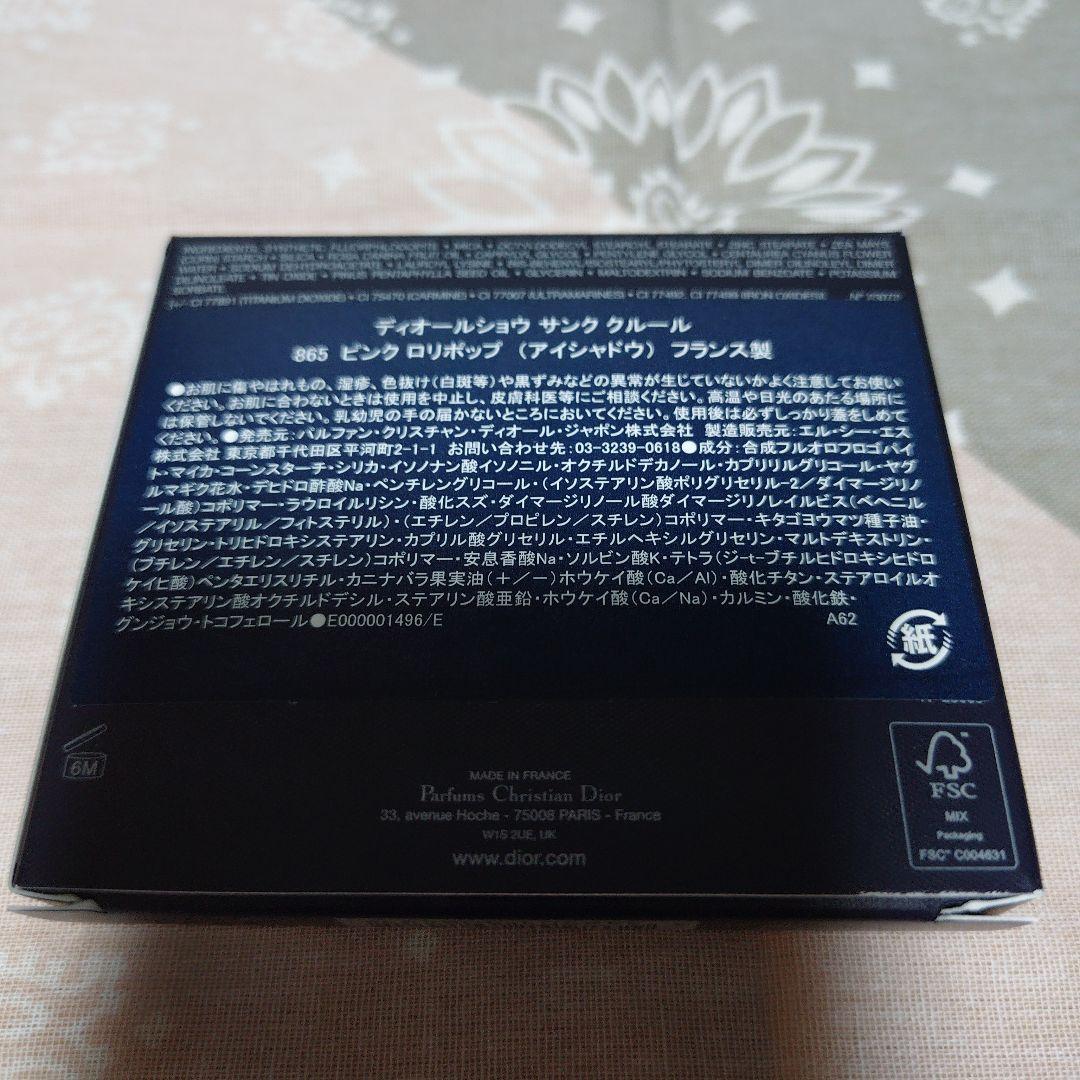 CI 77891 (TITANIUM DIOXIDE) • CI 75470 (CARMINE) • CI 77007 (ULTRAMARINES) • CI 77492, CI 77499 (IRON OXIDES)
ディオールショウ サンク クルール
865 ピンク ロリポップ （アイシャドウ） フランス製
●お肌に傷やはれもの、湿疹、色抜け(白斑等)や黒ずみなどの異常が生じていないかよく注意してお使い
ください。お肌に合わないときは使用を中止し、皮膚科医等にご相談ください。高温や日光のあたる場所に
は保管しないでください。乳幼児の手の届かないところにおいてください。使用後は必ずしっかり蓋をしめて
ください。●発売元：パルファン・クリスチャン・ディオール・ジャポン株式会社 製造販売元：エル・シー・エス
株式会社 東京都千代田区平河町2-1-1 お問い合わせ先：03-3239-0618●成分：合成フルオロフロゴパイ
ト・マイカ・コーンスターチ・シリカ・イソノナン酸イソノニル・オクチルドデカノール・カプリリルグリコール・ヤグ
ルマギク花水・デヒドロ酢酸Na・ペンチレングリコール・（イソステアリン酸ポリグリセリル-2／ダイマージリノ
ール酸）コポリマー・ラウロイルリシン・酸化スズ・ダイマージリノール酸ダイマージリノレイルビス（ベヘニル
／イソステアリル／フィトステリル）・（エチレン／プロピレン／スチレン）コポリマー・キタゴヨウマツ種子油・
グリセリン・トリヒドロキシステアリン・カプリル酸グリセリル・エチルヘキシルグリセリン・マルトデキストリン・
（ブチレン／エチレン／スチレン）コポリマー・安息香酸Na・ソルビン酸K・テトラ（ジ-t-ブチルヒドロキシヒドロ
ケイヒ酸）ペンタエリスリチル・カニナバラ果実油（＋／－）ホウケイ酸（Ca／Al）・酸化チタン・ステアロイルオ
キシステアリン酸オクチルドデシル・ステアリン酸亜鉛・ホウケイ酸（Ca／Na）・カルミン・酸化鉄・
グンジョウ・トコフェロール●E000001496/E A62
紙
6M
MADE IN FRANCE
Parfums Christian Dior
33, avenue Hoche - 75008 PARIS - France
W1S 2UE, UK
www.dior.com
FSC
MIX
Packaging
FSC™ C004631